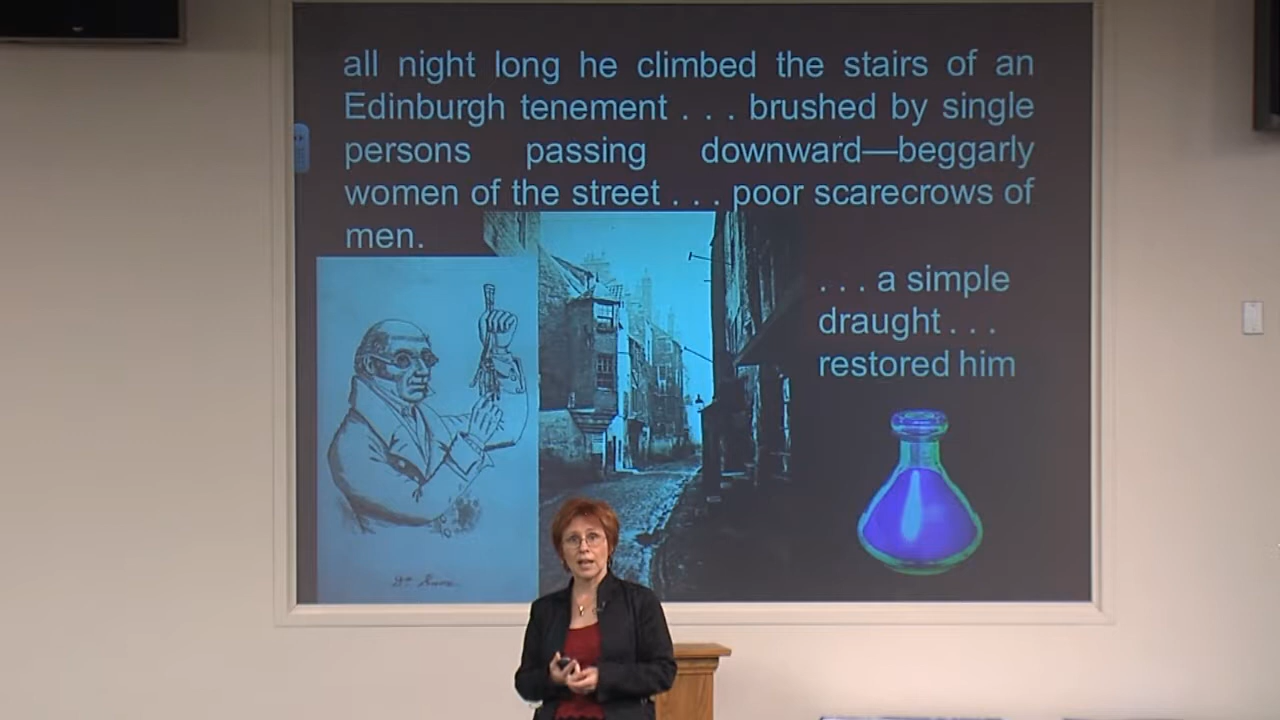 all night long he climbed the stairs of an
Edinburgh tenement . . . brushed by single
persons passing downward—beggarly
women of the street . . . poor scarecrows of
men.
. . . a simple
draught . . .
restored him